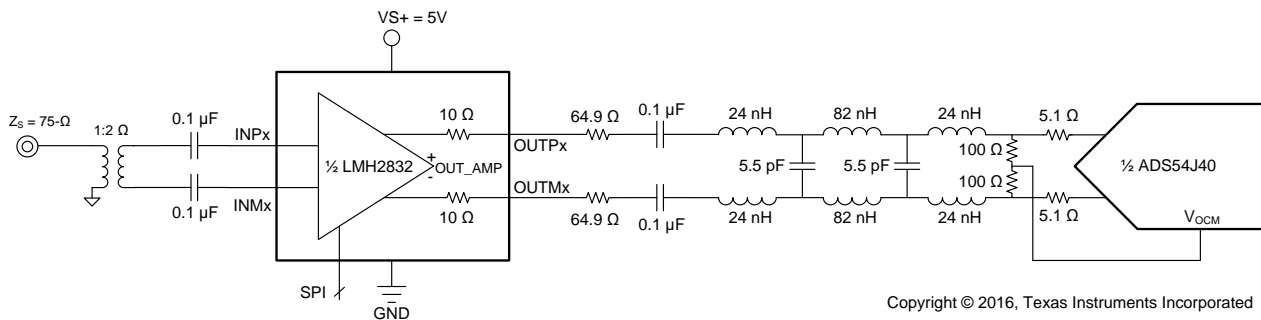 VS+ = 5V
ZS = 75-Ω
1:2 Ω
0.1 µF
INPx
10 Ω
64.9 Ω
0.1 µF
24 nH
82 nH
24 nH
5.1 Ω
OUTPx
½ LMH2832
+
-
OUT_AMP
5.5 pF
5.5 pF
100 Ω
100 Ω
½ ADS54J40
0.1 µF
INMx
10 Ω
OUTMx
64.9 Ω
0.1 µF
24 nH
82 nH
24 nH
5.1 Ω
VOCM
SPI
GND
Copyright © 2016, Texas Instruments Incorporated